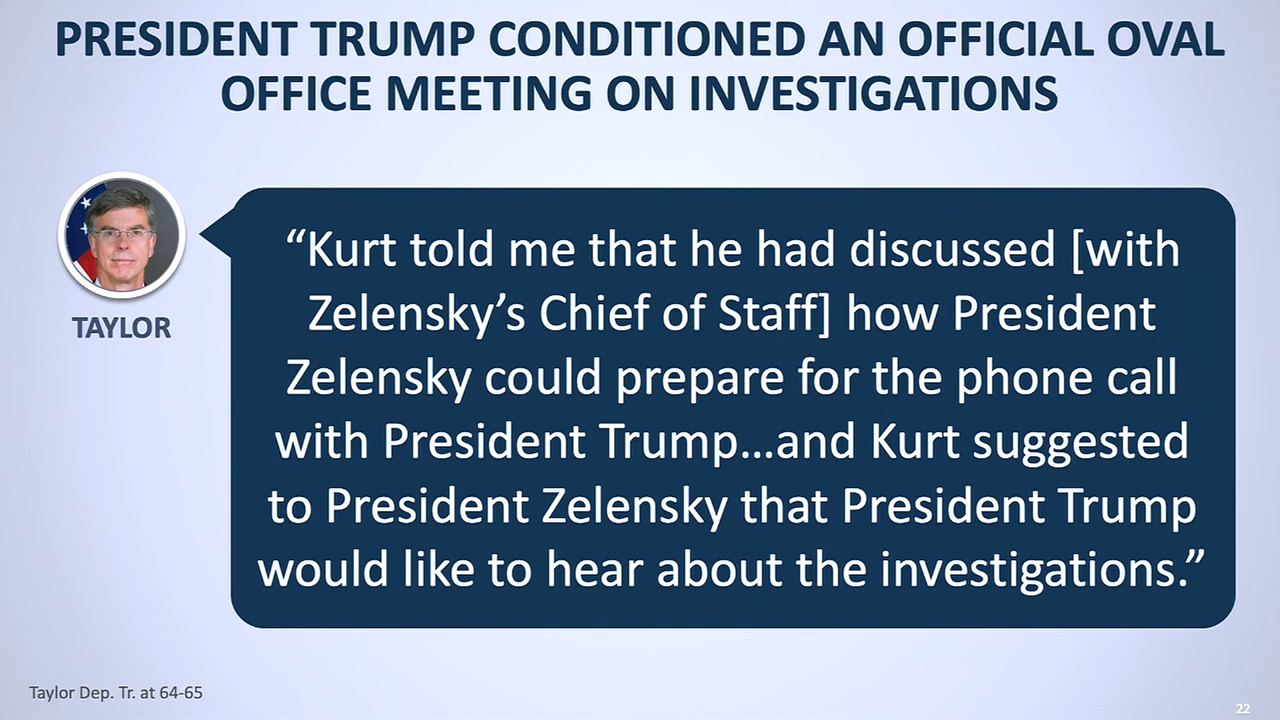 PRESIDENT TRUMP CONDITIONED AN OFFICIAL OVAL
OFFICE MEETING ON INVESTIGATIONS
TAYLOR
“Kurt told me that he had discussed [with
Zelensky’s Chief of Staff] how President
Zelensky could prepare for the phone call
with President Trump…and Kurt suggested
to President Zelensky that President Trump
would like to hear about the investigations.”
Taylor Dep. Tr. at 64-65
22